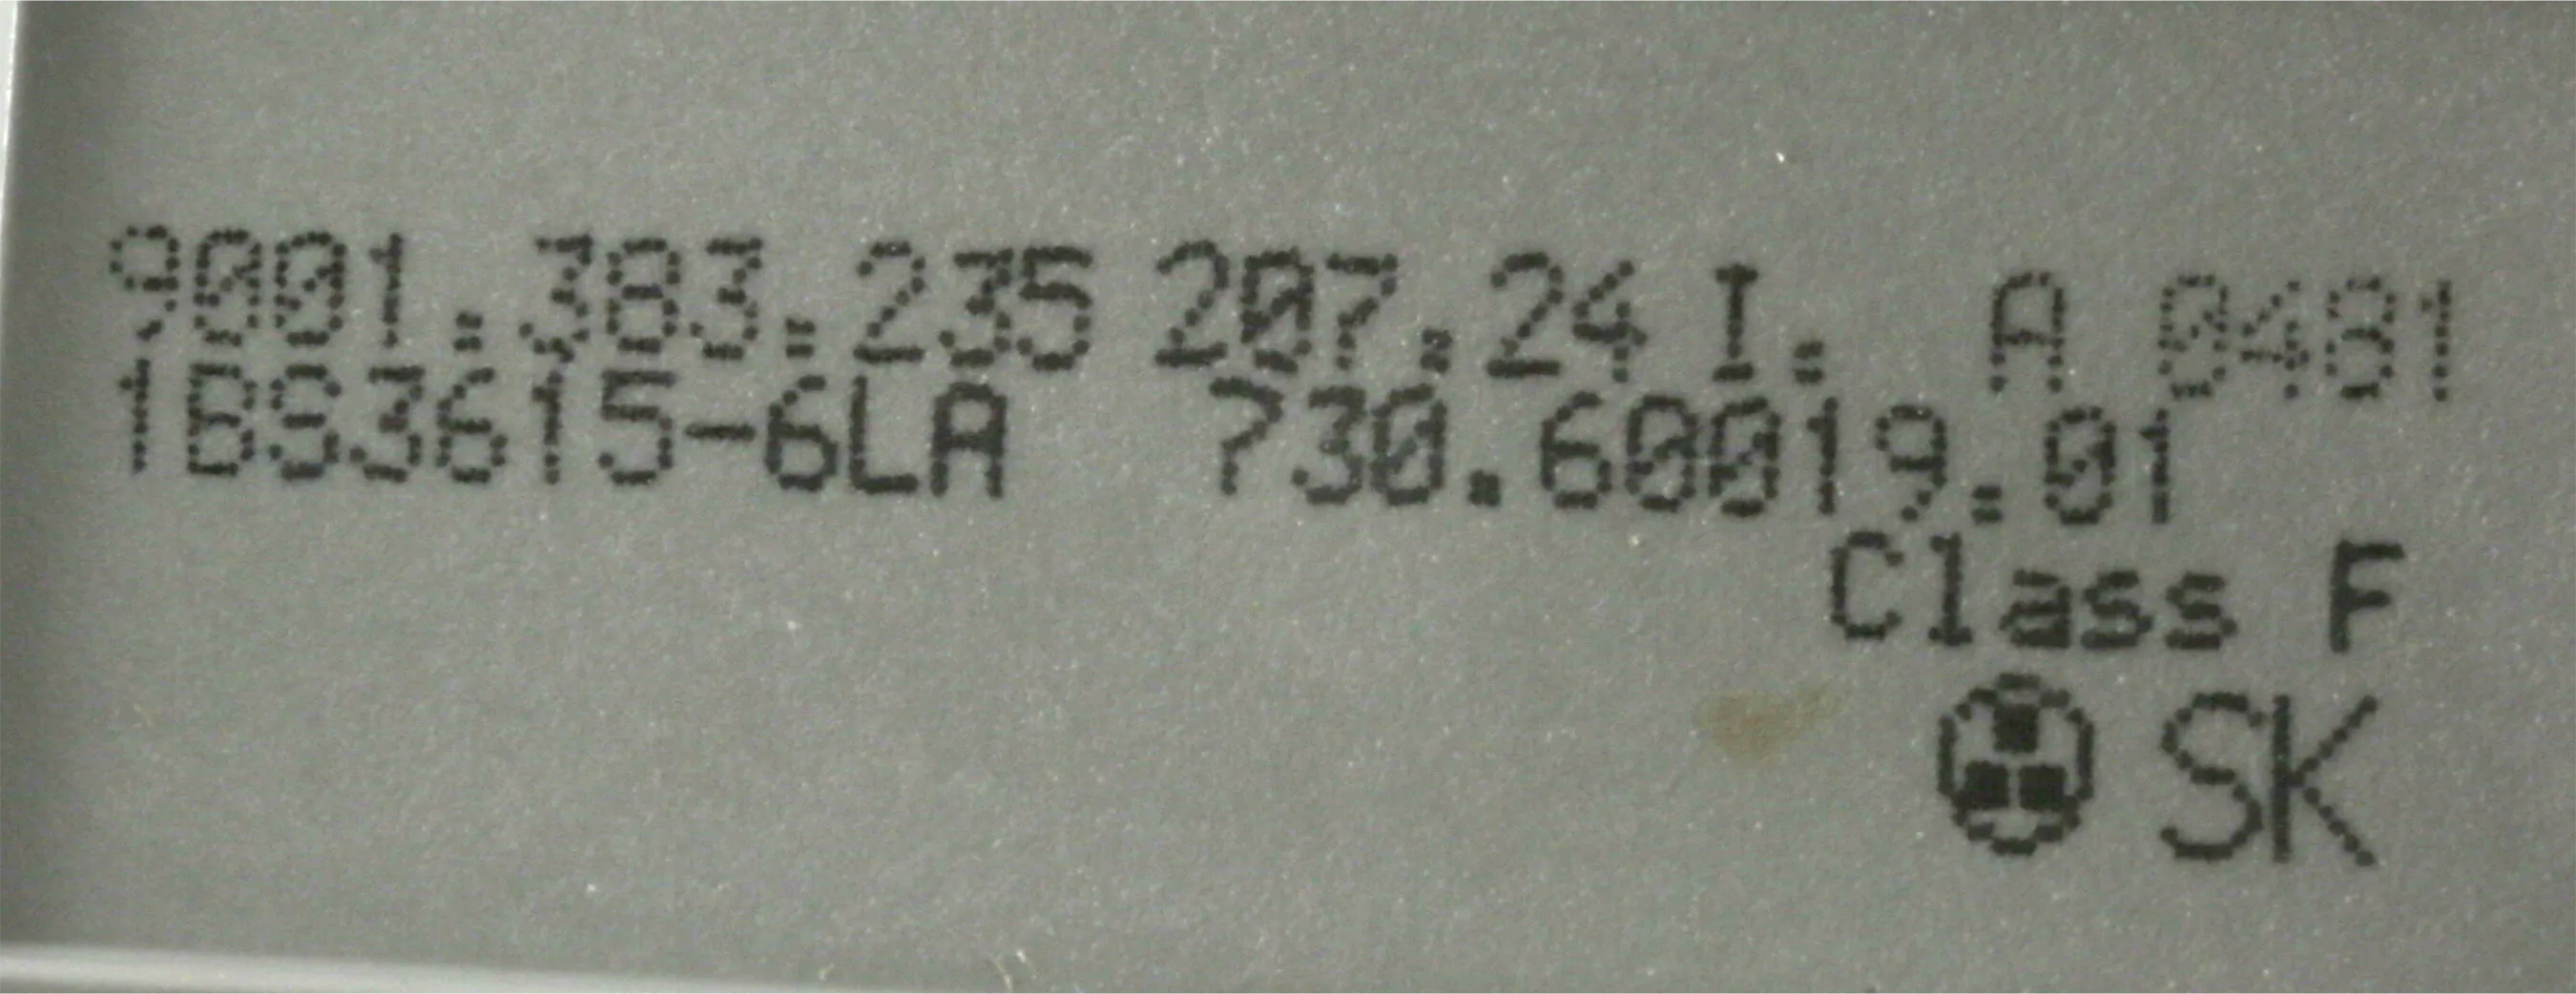 9001.383.235 207.24 I. A 0481
1BS3615-6LA 730.60019.01
Class F
SK